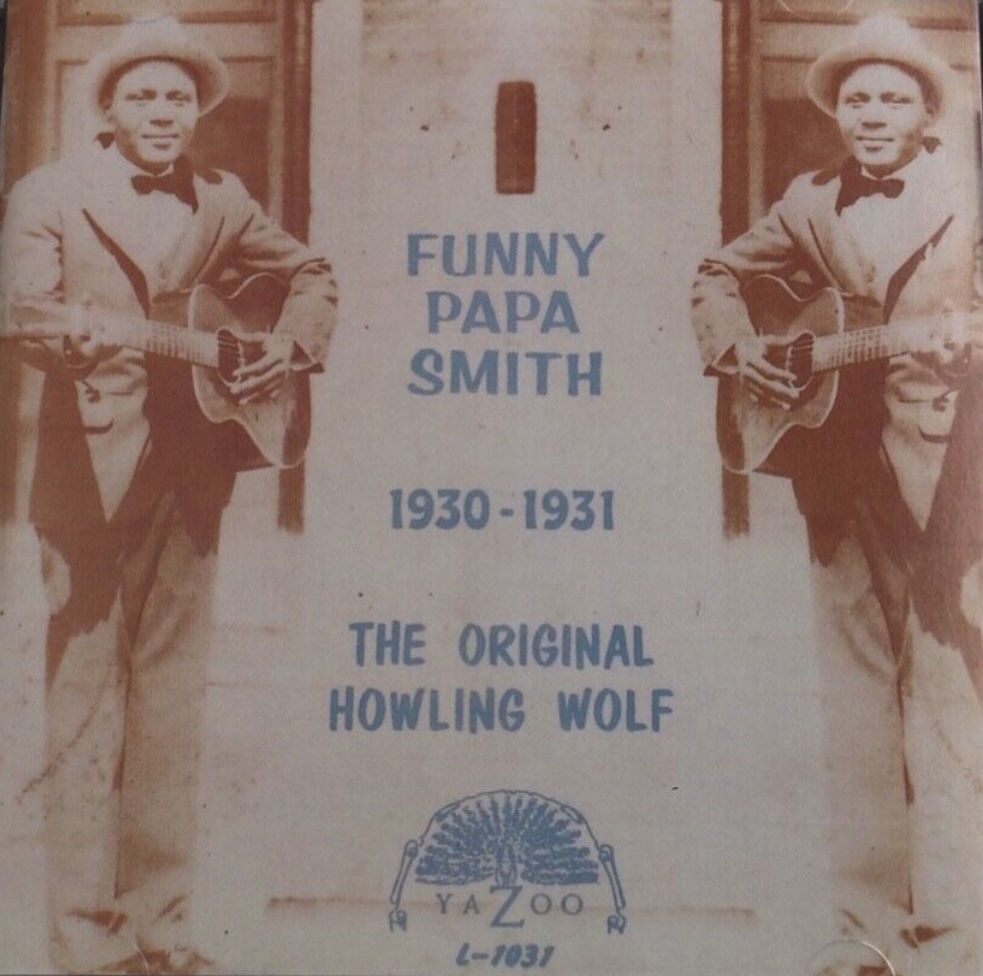 FUNNY
PAPA
SMITH
1930-1931
THE ORIGINAL
HOWLING WOLF
YAZOO
L-1031